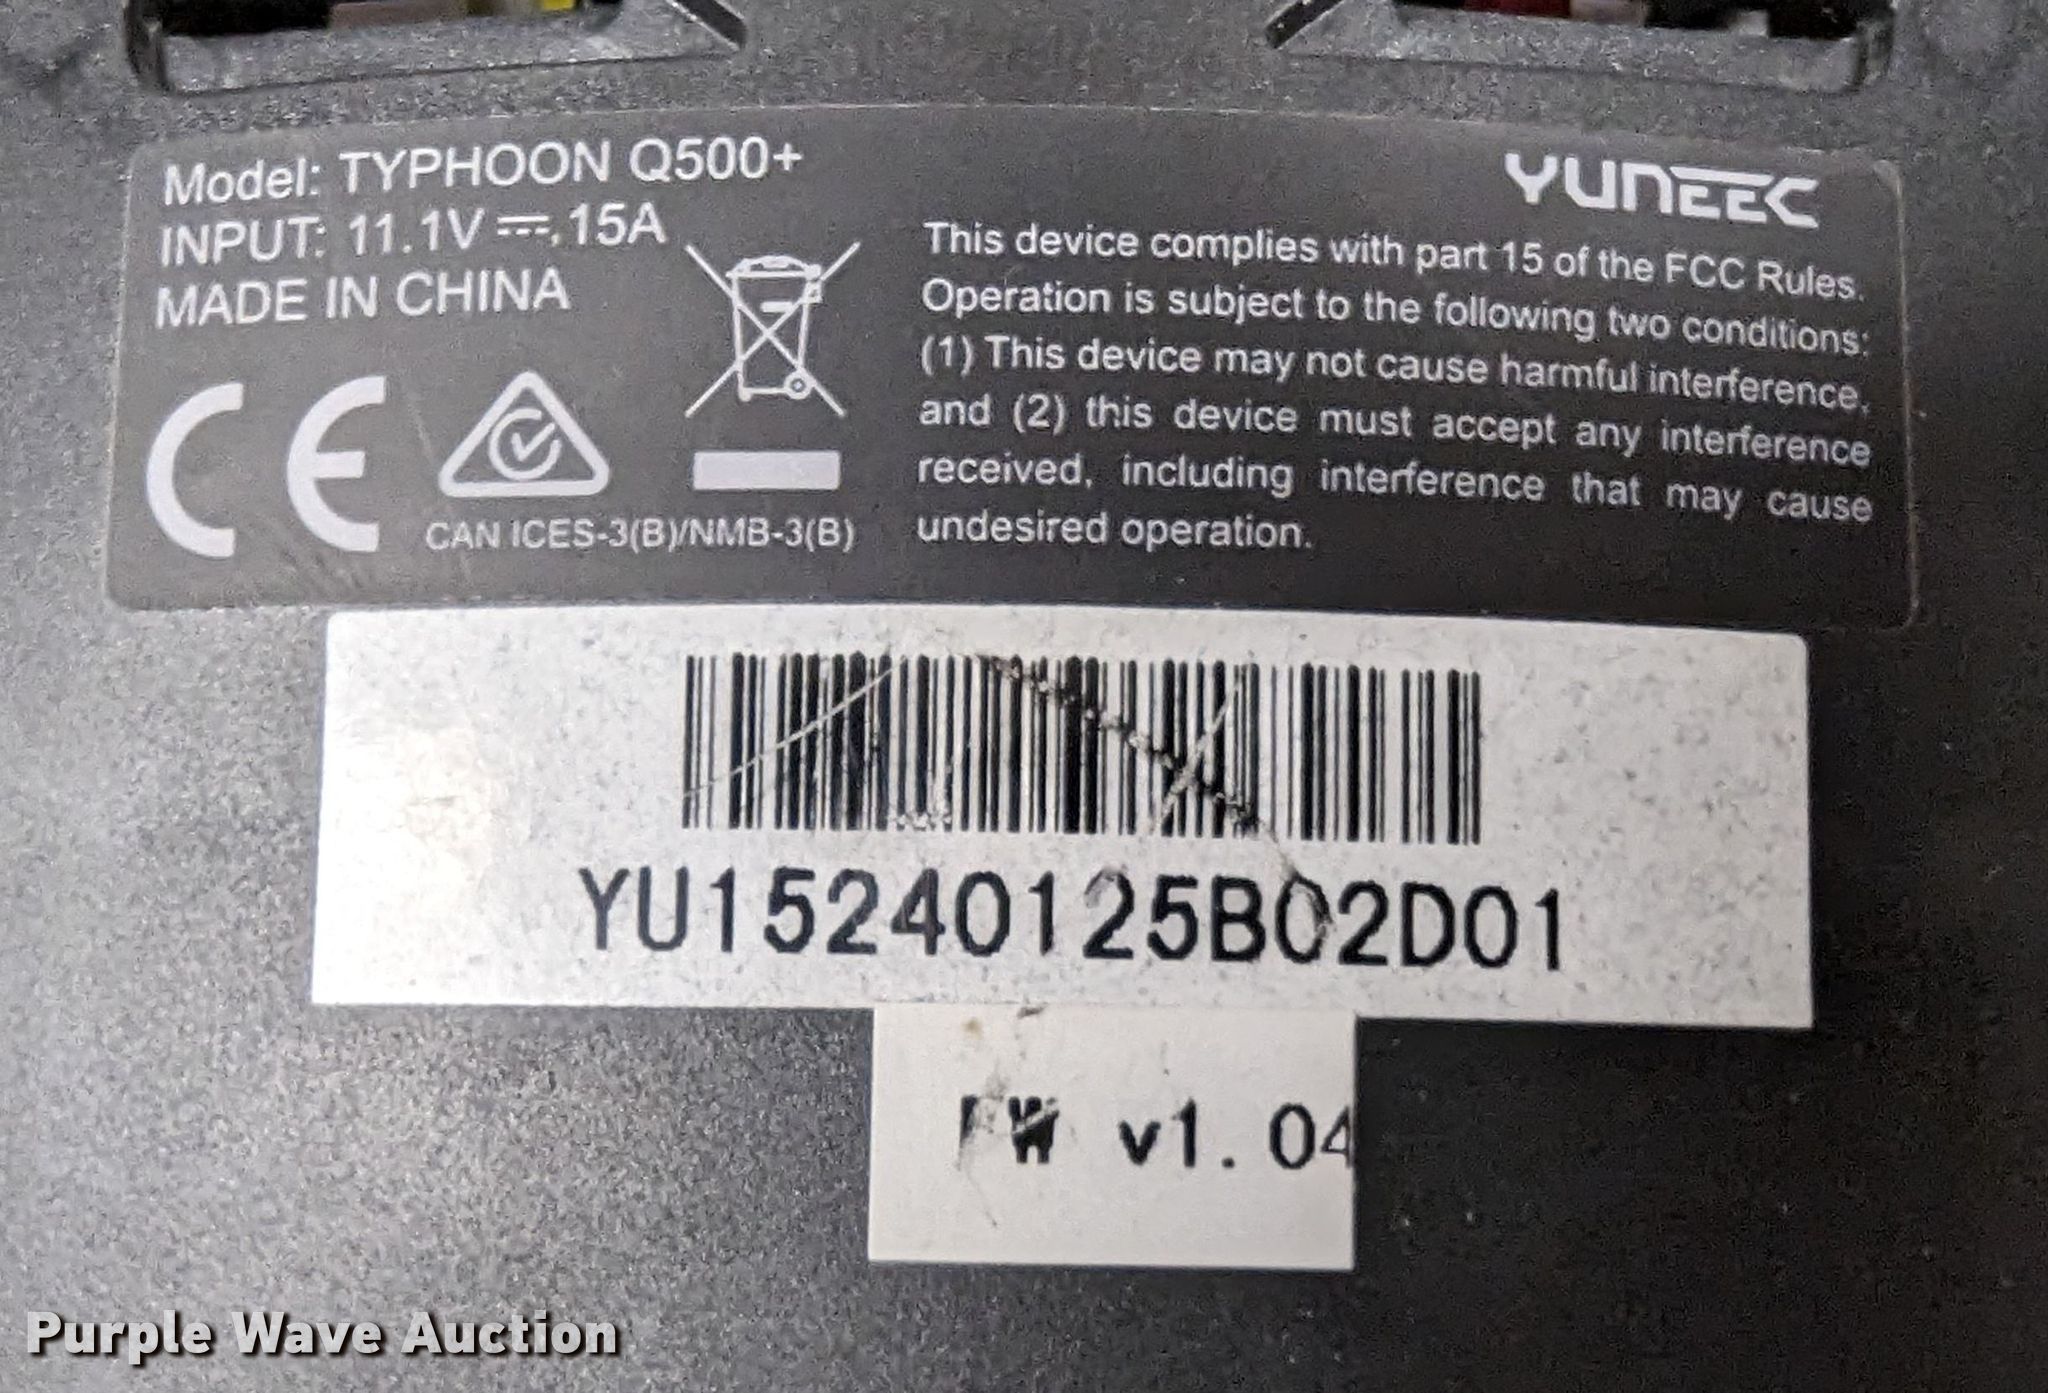 Model: TYPHOON Q500+
INPUT: 11.1V ⎓ 15A
MADE IN CHINA
CE
CAN ICES-3(B)/NMB-3(B)
YUNEEC
This device complies with part 15 of the FCC Rules.
Operation is subject to the following two conditions:
(1) This device may not cause harmful interference,
and (2) this device must accept any interference
received, including interference that may cause
undesired operation.
YU15240125B02D01
FW v1.04
Purple Wave Auction